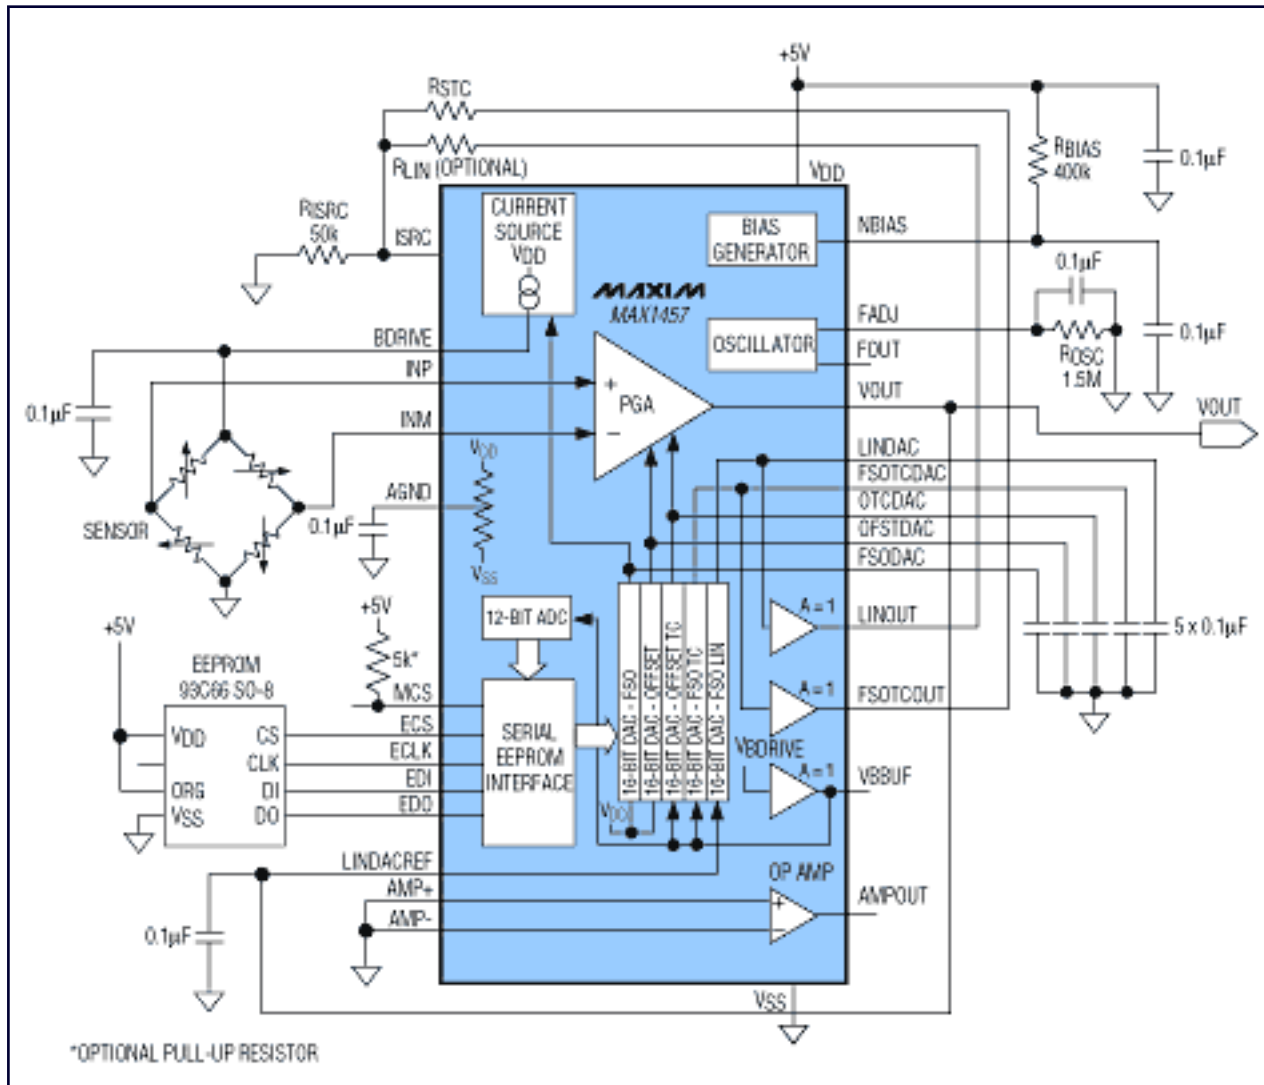 +5V
RSTC
RLIN (OPTIONAL)
VDD
RBIAS
400k
0.1µF
RISRC
50k
ISRC
CURRENT
SOURCE
VDD
BIAS
GENERATOR
NBIAS
0.1µF
MAXIM
MAX1457
OSCILLATOR
FADJ
FOUT
ROSC
1.5M
0.1µF
BDRIVE
INP
INM
0.1µF
+
PGA
−
VOUT
VOUT
VDD
AGND
0.1µF
VSS
SENSOR
LINDAC
FSOTCDAC
OTCDAC
OFSTDAC
FSODAC
+5V
5k*
MCS
12-BIT ADC
16-BIT DAC - FSO
16-BIT DAC - OFFSET
16-BIT DAC - OFFSET TC
16-BIT DAC - FSO TC
16-BIT DAC - FSO LIN
A = 1
LINOUT
5 x 0.1µF
A = 1
FSOTCOUT
VBDRIVE
A = 1
VBBUF
+5V
EEPROM
93C66 SO-8
VDD
CS
CLK
ORG
DI
VSS
DO
ECS
ECLK
EDI
EDO
SERIAL
EEPROM
INTERFACE
VDD
LINDACREF
AMP+
AMP-
0.1µF
OP AMP
+
−
AMPOUT
VSS
*OPTIONAL PULL-UP RESISTOR